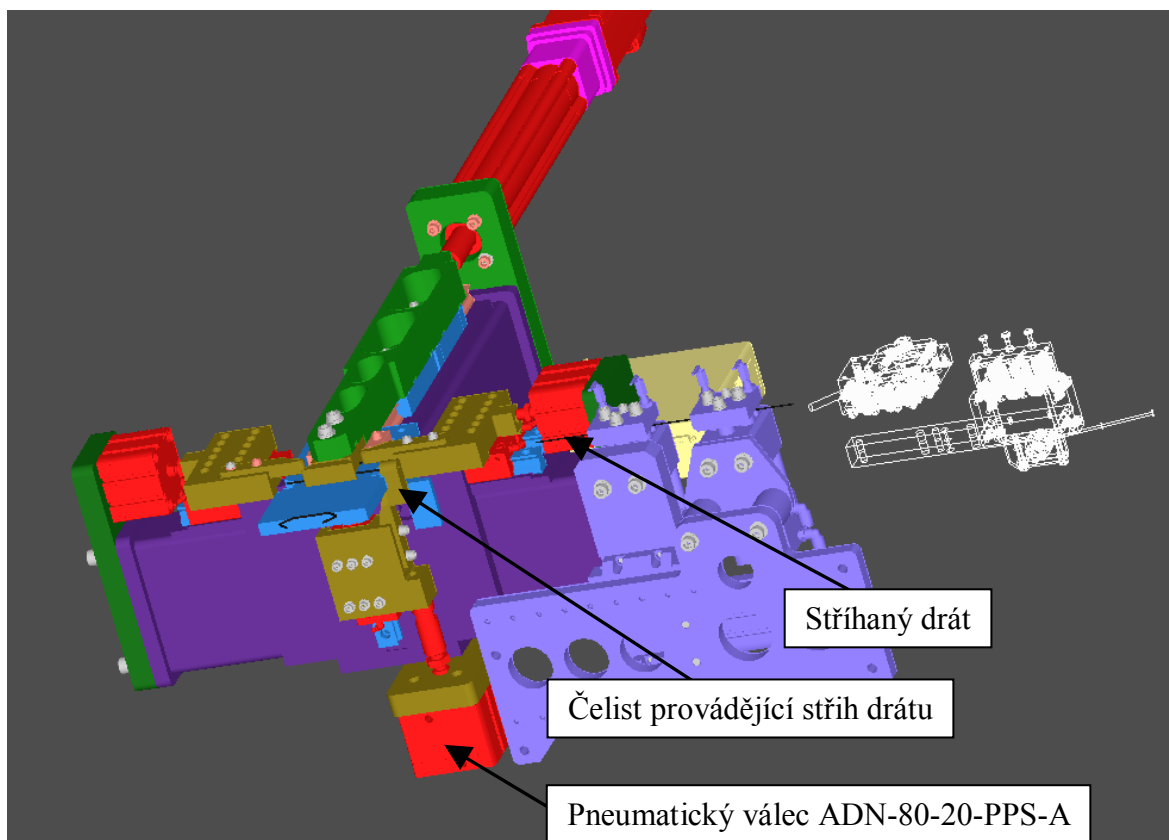 Stříhaný drát
Čelist provádějící střih drátu
Pneumatický válec ADN-80-20-PPS-A